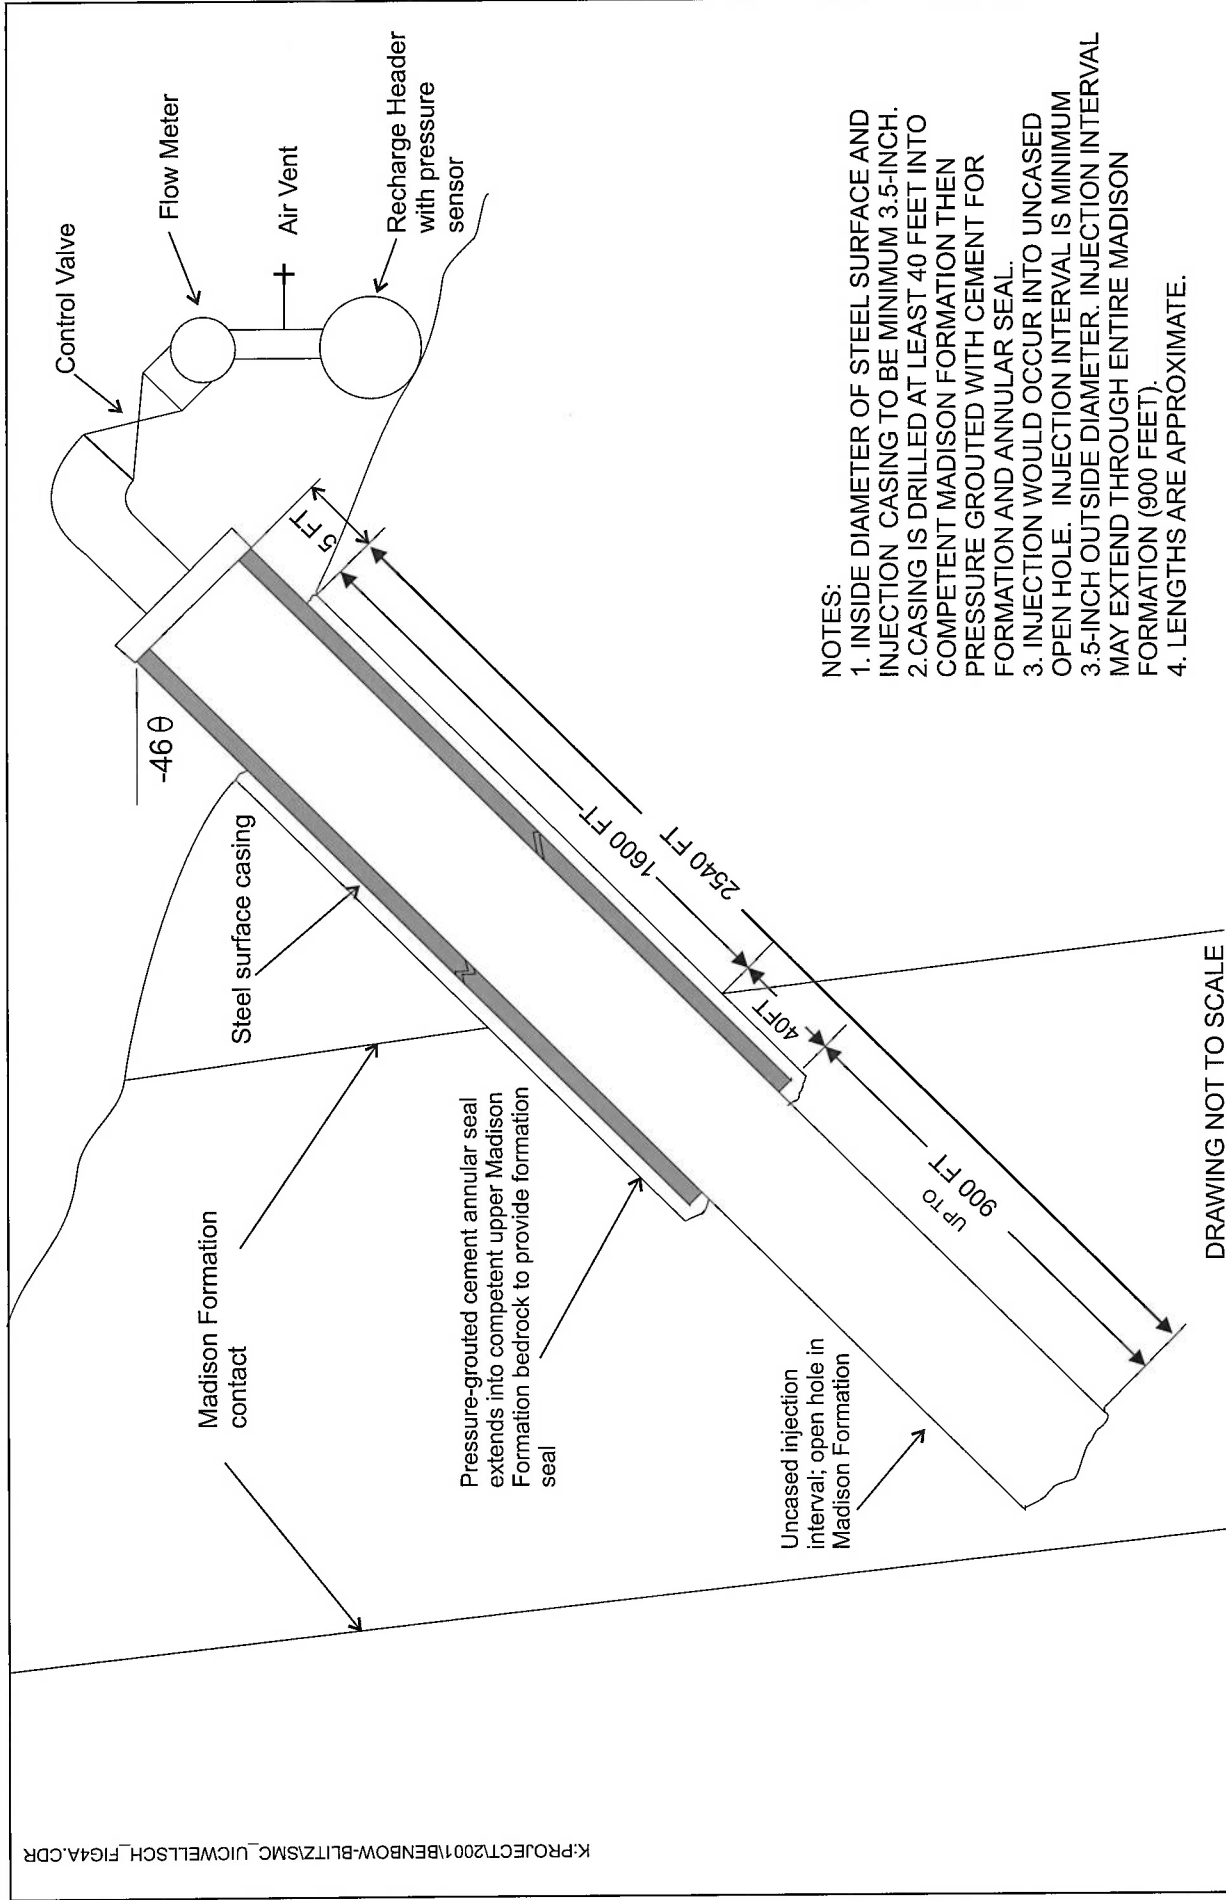 Control Valve
Flow Meter
Air Vent
Recharge Header
with pressure
sensor
-46 θ
5 FT
Steel surface casing
Madison Formation
contact
Pressure-grouted cement annular seal
extends into competent upper Madison
Formation bedrock to provide formation
seal
1600 FT
2540 FT
40FT
UP TO
900 FT
Uncased injection
interval; open hole in
Madison Formation
NOTES:
1. INSIDE DIAMETER OF STEEL SURFACE AND
INJECTION CASING TO BE MINIMUM 3.5-INCH.
2.CASING IS DRILLED AT LEAST 40 FEET INTO
COMPETENT MADISON FORMATION THEN
PRESSURE GROUTED WITH CEMENT FOR
FORMATION AND ANNULAR SEAL.
3. INJECTION WOULD OCCUR INTO UNCASED
OPEN HOLE. INJECTION INTERVAL IS MINIMUM
3.5-INCH OUTSIDE DIAMETER. INJECTION INTERVAL
MAY EXTEND THROUGH ENTIRE MADISON
FORMATION (900 FEET).
4. LENGTHS ARE APPROXIMATE.
DRAWING NOT TO SCALE
K:PROJECT\2001\BENBOW-BLITZ\SMC_UICWELLSCH_FIG4A.CDR